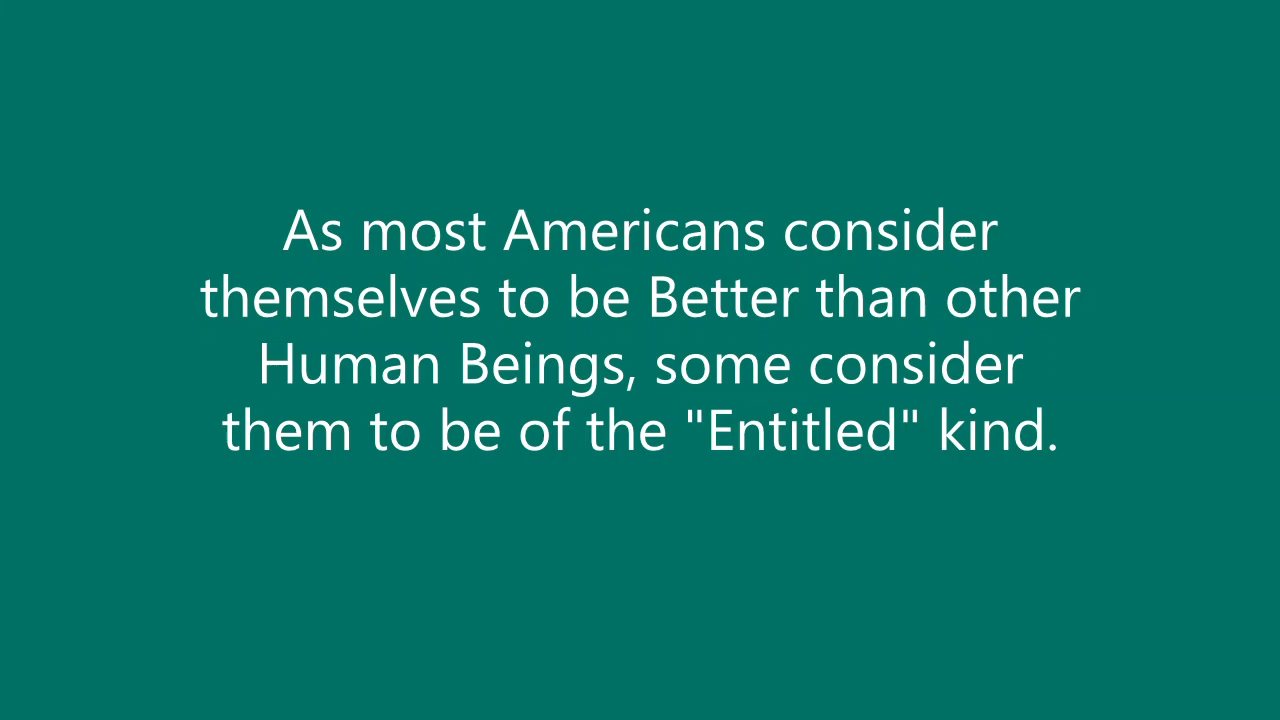 As most Americans consider
themselves to be Better than other
Human Beings, some consider
them to be of the "Entitled" kind.